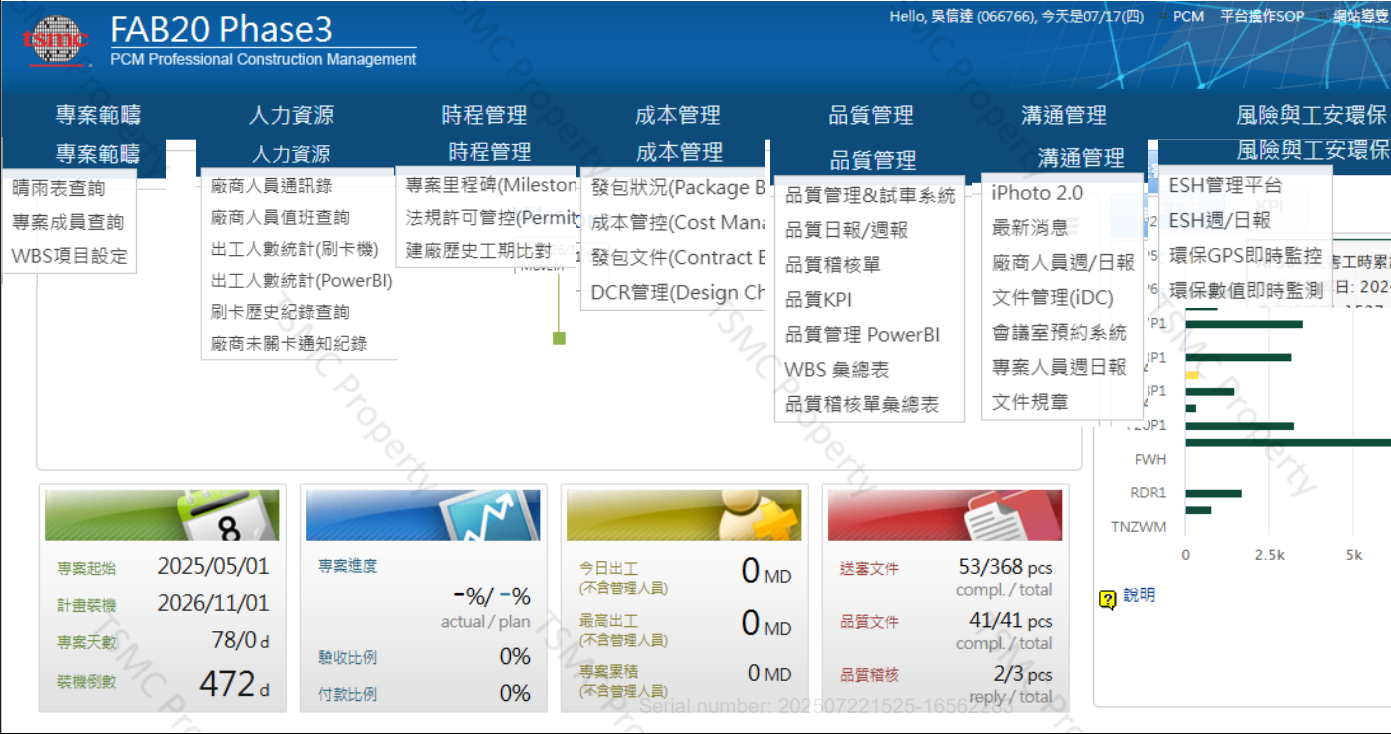 tsmc
FAB20 Phase3
PCM Professional Construction Management
Hello, 吳信達 (066766), 今天是07/17(四)
PCM
平台操作SOP
網站導覽
專案範疇
人力資源
時程管理
成本管理
品質管理
溝通管理
風險與工安環保
專案範疇
晴雨表查詢
專案成員查詢
WBS項目設定
人力資源
廠商人員通訊錄
廠商人員值班查詢
出工人數統計(刷卡機)
出工人數統計(PowerBI)
刷卡歷史紀錄查詢
廠商未關卡通知紀錄
時程管理
專案里程碑(Mileston
法規許可管控(Permit
建廠歷史工期比對
成本管理
發包狀況(Package B
成本管控(Cost Mana
發包文件(Contract
DCR管理(Design Ch
品質管理
品質管理&試車系統
品質日報/週報
品質稽核單
品質KPI
品質管理 PowerBI
WBS 彙總表
品質稽核單彙總表
溝通管理
iPhoto 2.0
最新消息
廠商人員週/日報
文件管理(iDC)
會議室預約系統
專案人員週日報
文件規章
風險與工安環保
ESH管理平台
ESH週/日報
環保GPS即時監控
環保數值即時監測
KPI
害工時累計
日: 2024
P1
P1
P1
FWH
RDR1
TNZWM
0
2.5k
5k
說明
8
專案起始 2025/05/01
計畫裝機 2026/11/01
專案天數 78/0 d
裝機倒數 472 d
專案進度
-%/ -%
actual / plan
驗收比例 0%
付款比例 0%
今日出工 0 MD
(不含管理人員)
最高出工 0 MD
(不含管理人員)
專案累積 0 MD
(不含管理人員)
送塞文件 53/368 pcs
compl. / total
品質文件 41/41 pcs
compl. / total
品質稽核 2/3 pcs
reply / total
Serial number: 202507221525-16562283
TSMC Property
TSMC Property
TSMC Property
TSMC Property
TSMC Property
TSMC Property